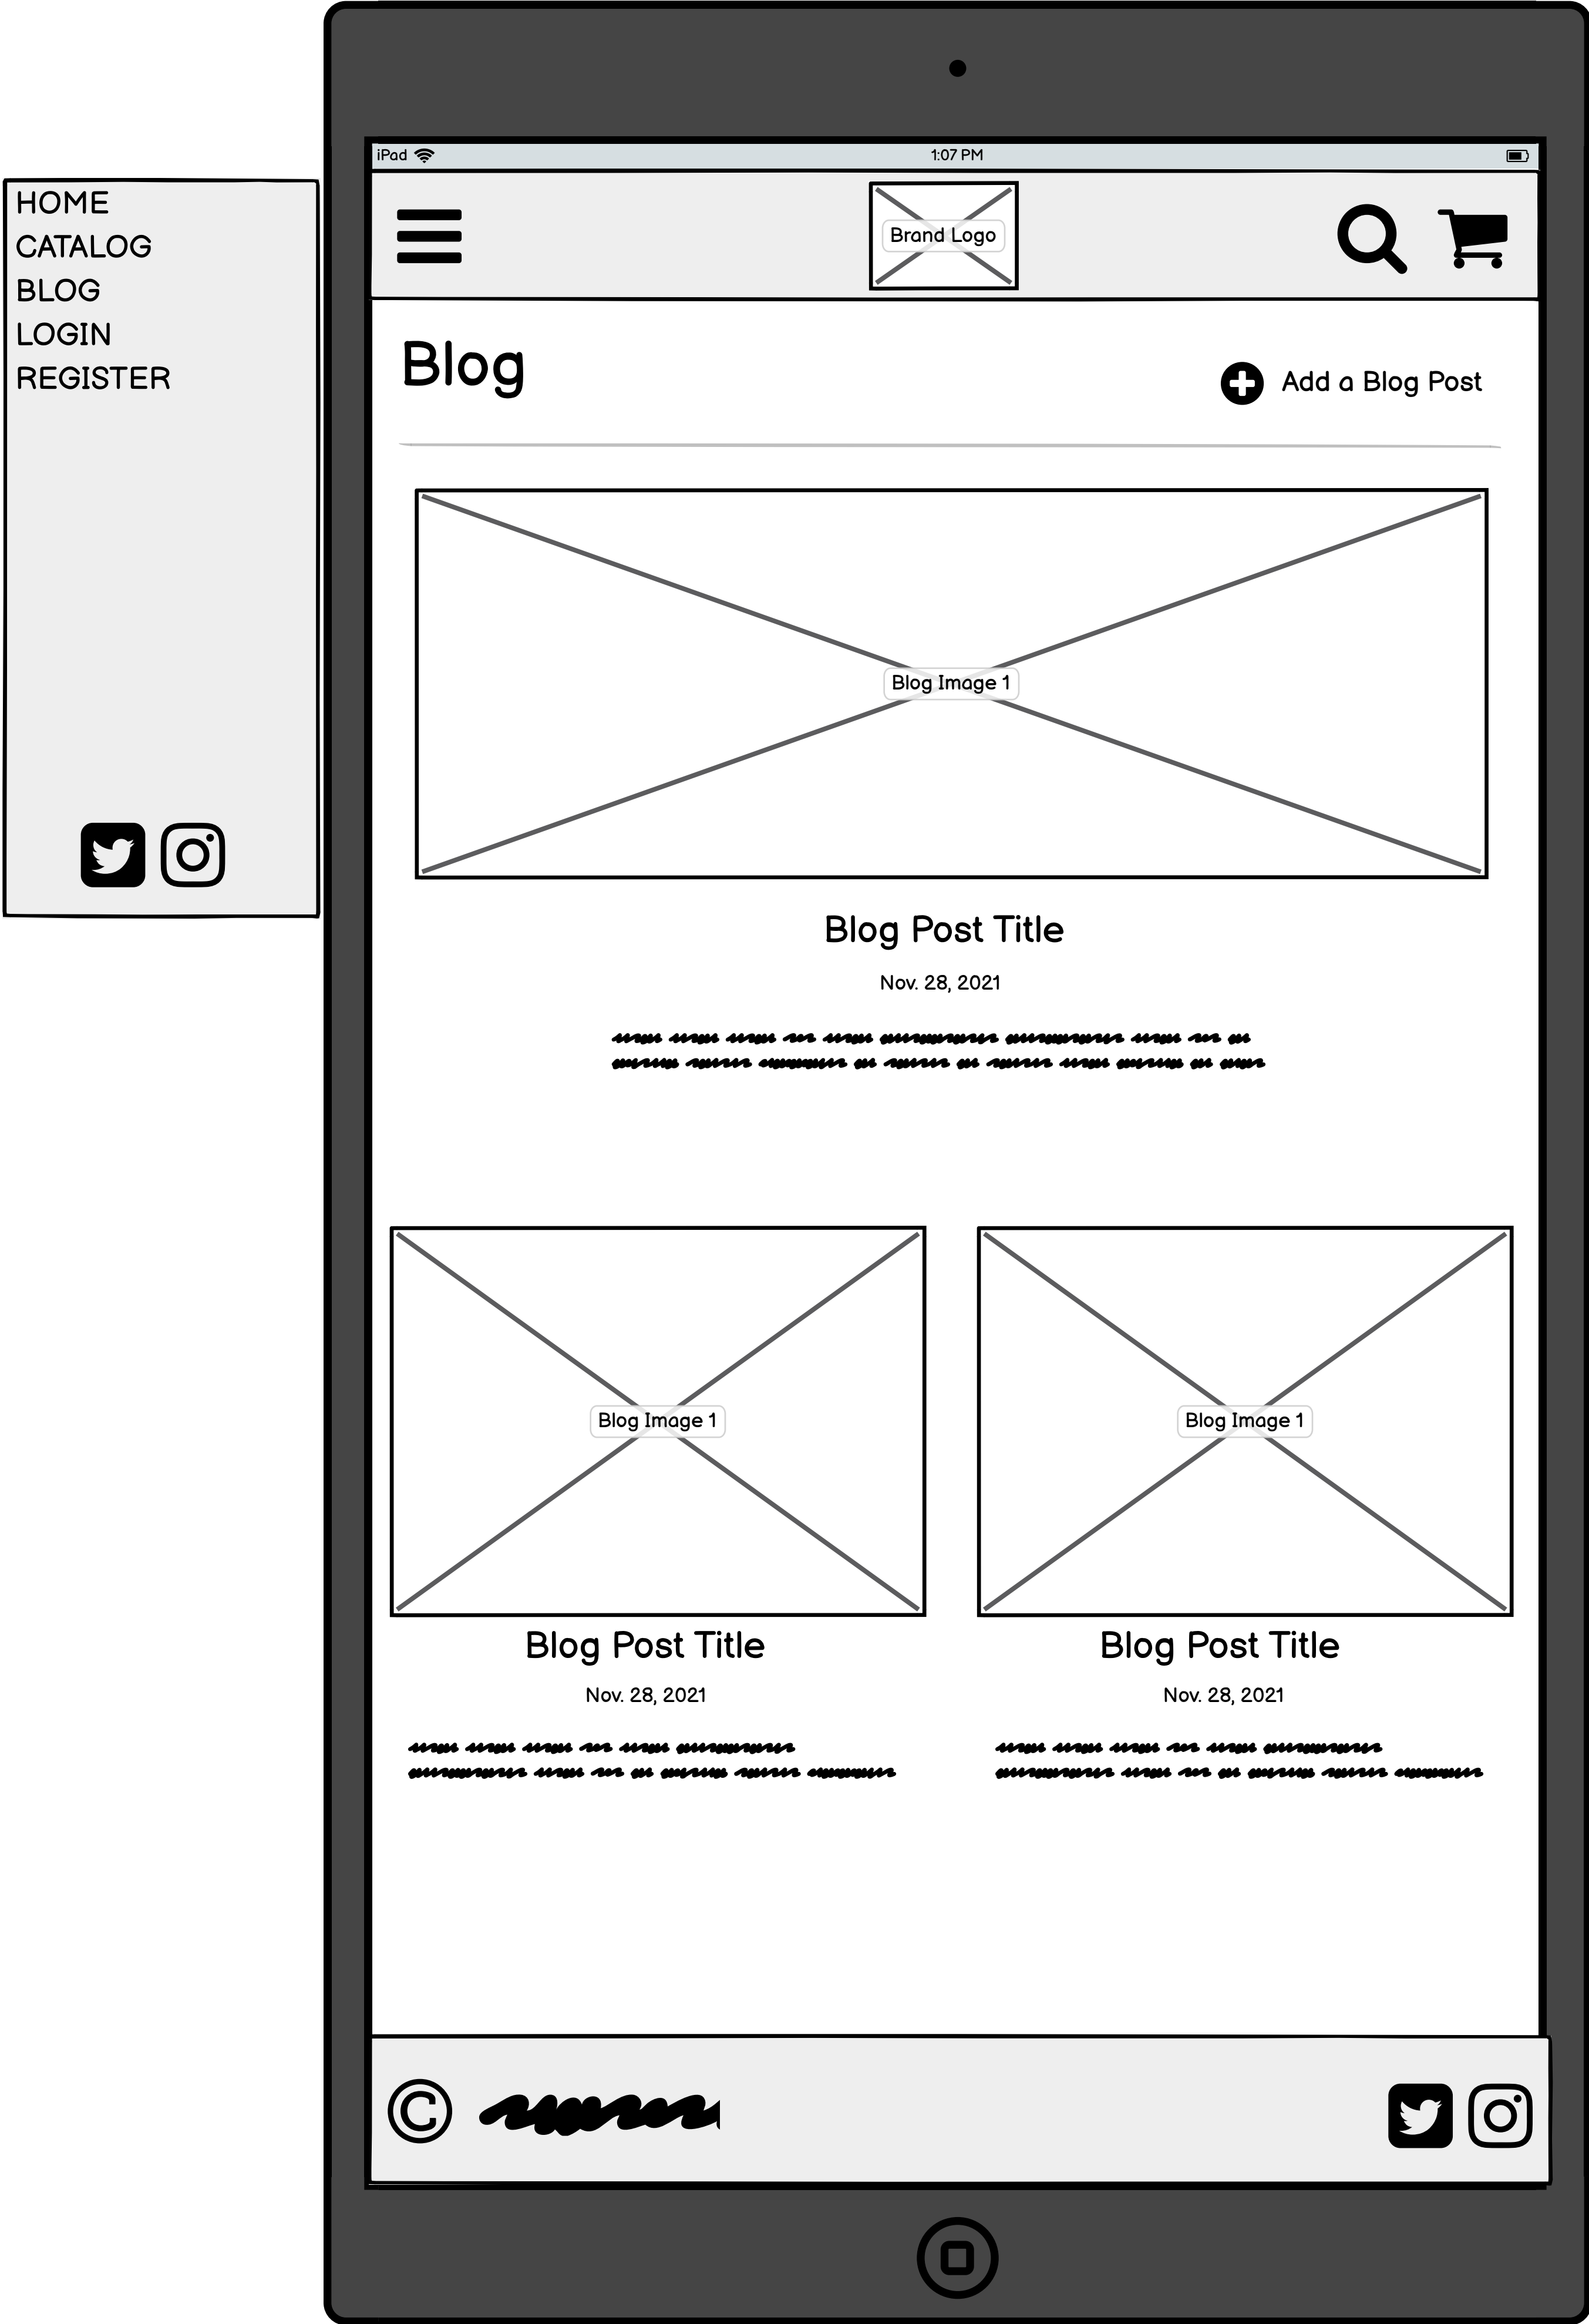 HOME
CATALOG
BLOG
LOGIN
REGISTER
iPad
1:07 PM
Brand Logo
Blog
Add a Blog Post
Blog Image 1
Blog Post Title
Nov. 28, 2021
Blog Image 1
Blog Post Title
Nov. 28, 2021
Blog Image 1
Blog Post Title
Nov. 28, 2021
©